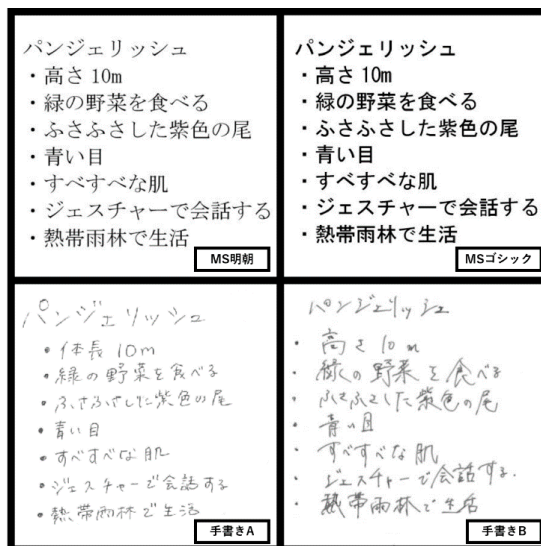 パンジェリッシュ
・高さ 10m
・緑の野菜を食べる
・ふさふさした紫色の尾
・青い目
・すべすべな肌
・ジェスチャーで会話する
・熱帯雨林で生活
MS明朝
パンジェリッシュ
・高さ 10m
・緑の野菜を食べる
・ふさふさした紫色の尾
・青い目
・すべすべな肌
・ジェスチャーで会話する
・熱帯雨林で生活
MSゴシック
パンジェリッシュ
・体長 10m
・緑の野菜を食べる
・ふさふさした紫色の尾
・青い目
・すべすべな肌
・ジェスチャーで会話する
・熱帯雨林で生活
手書きA
パンジェリッシュ
・高さ 10m
・緑の野菜を食べる
・ふさふさした紫色の尾
・青い目
・すべすべな肌
・ジェスチャーで会話する.
・熱帯雨林で生活
手書きB